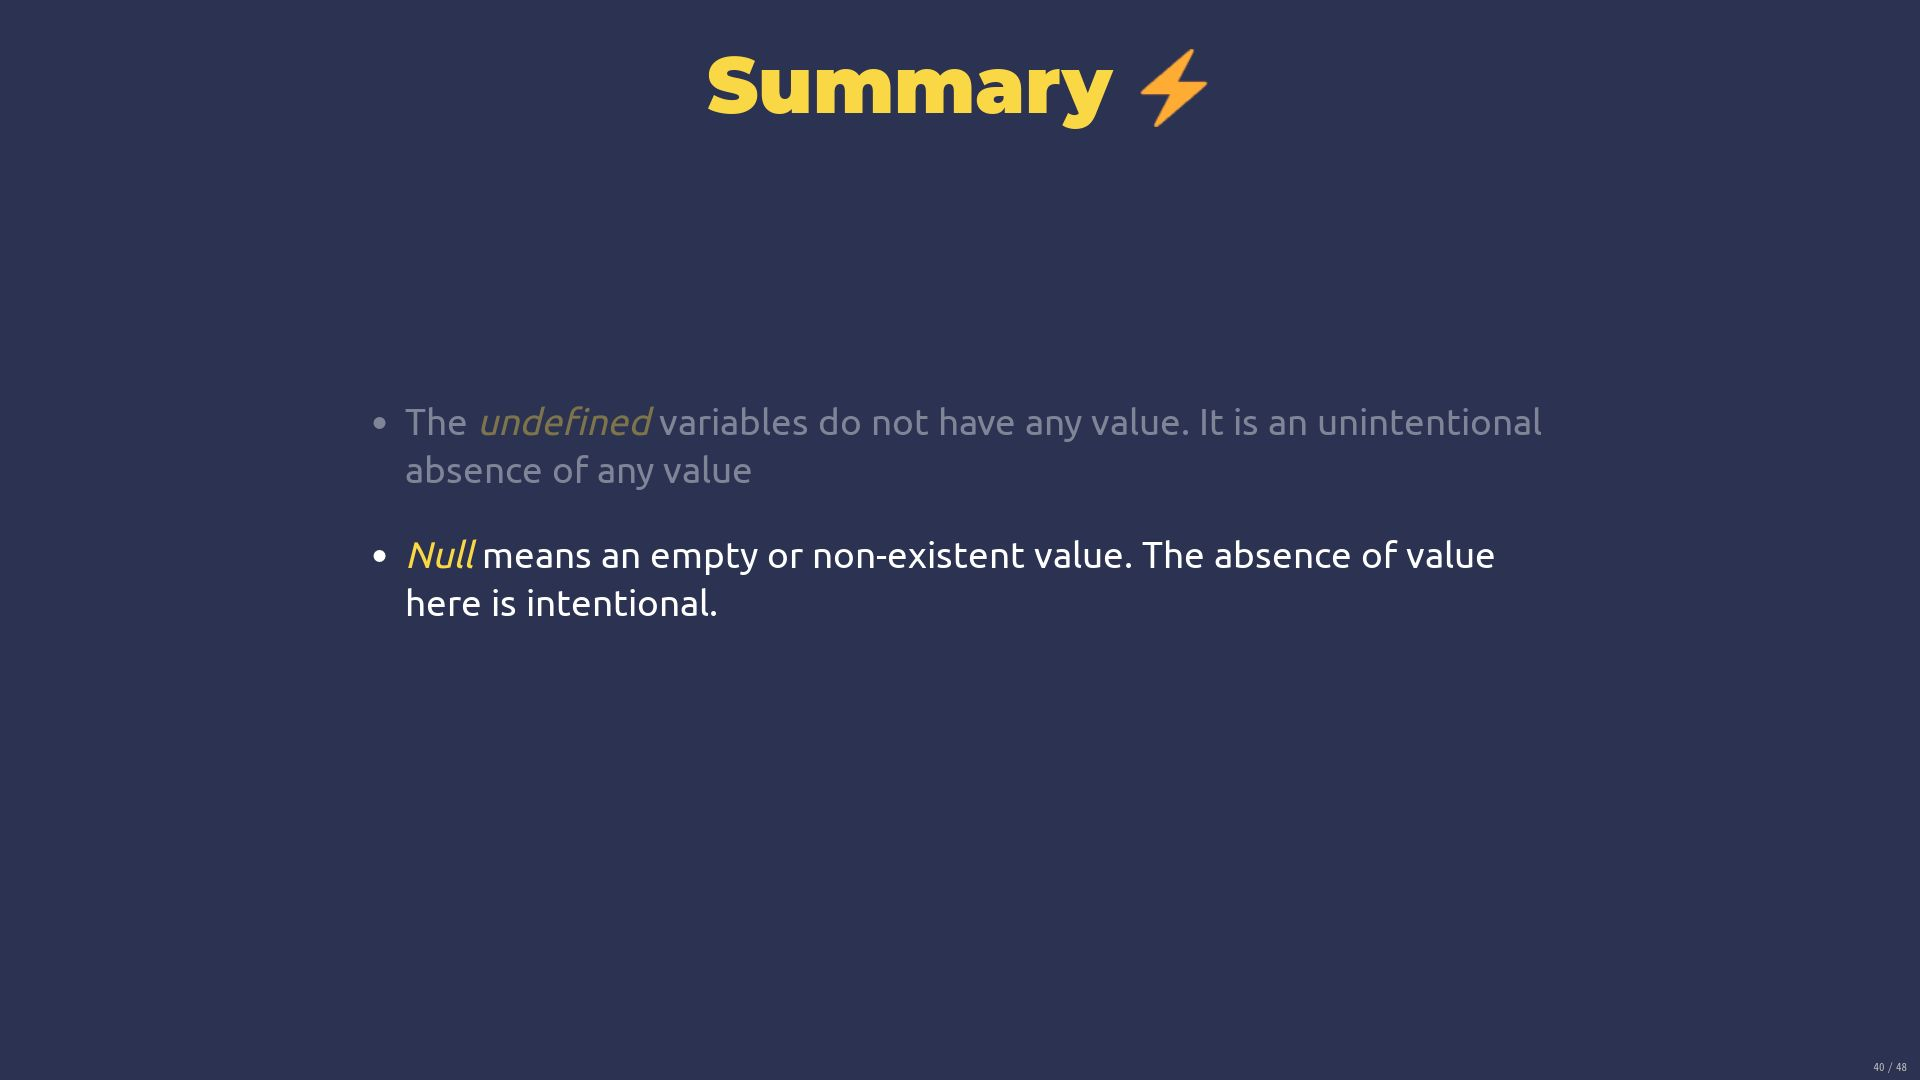 Summary ⚡
• The undefined variables do not have any value. It is an unintentional
absence of any value
• Null means an empty or non-existent value. The absence of value
here is intentional.
40 / 48